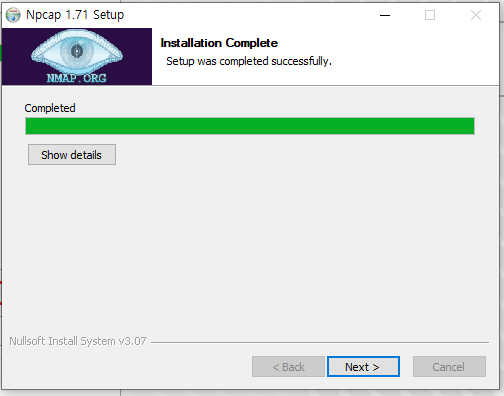 Npcap 1.71 Setup
NMAP.ORG
Installation Complete
Setup was completed successfully.
Completed
Show details
Nullsoft Install System v3.07
< Back
Next >
Cancel